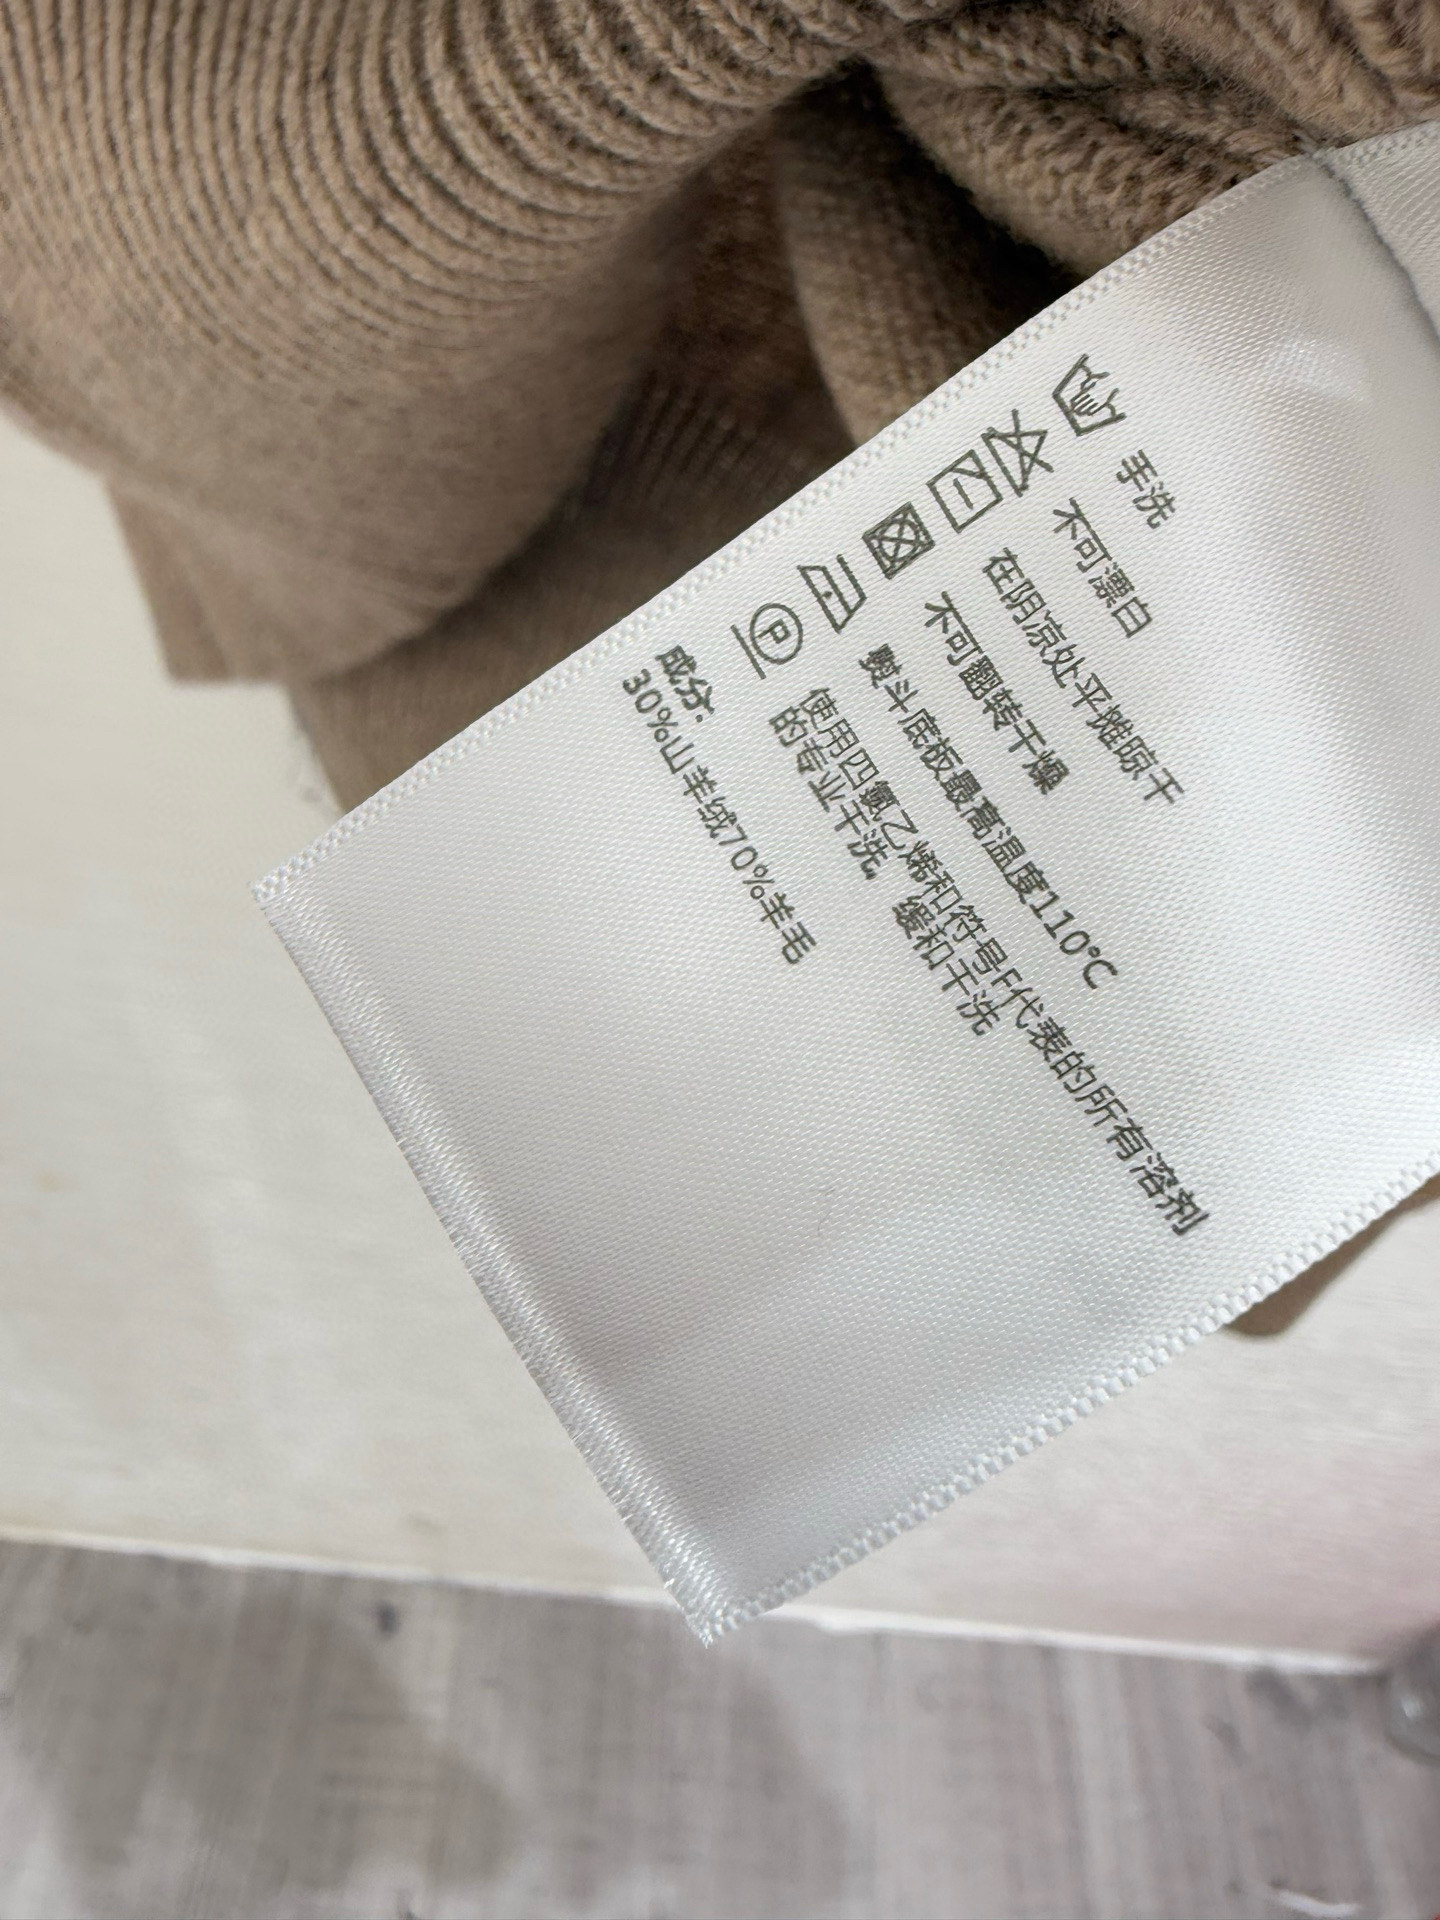 手洗
不可漂白
在阴凉处平摊晾干
不可翻转干燥
熨斗底板最高温度110℃
使用四氯乙烯和符号F代表的所有溶剂
的专业干洗，缓和干洗
P
成分:
30%山羊绒70%羊毛